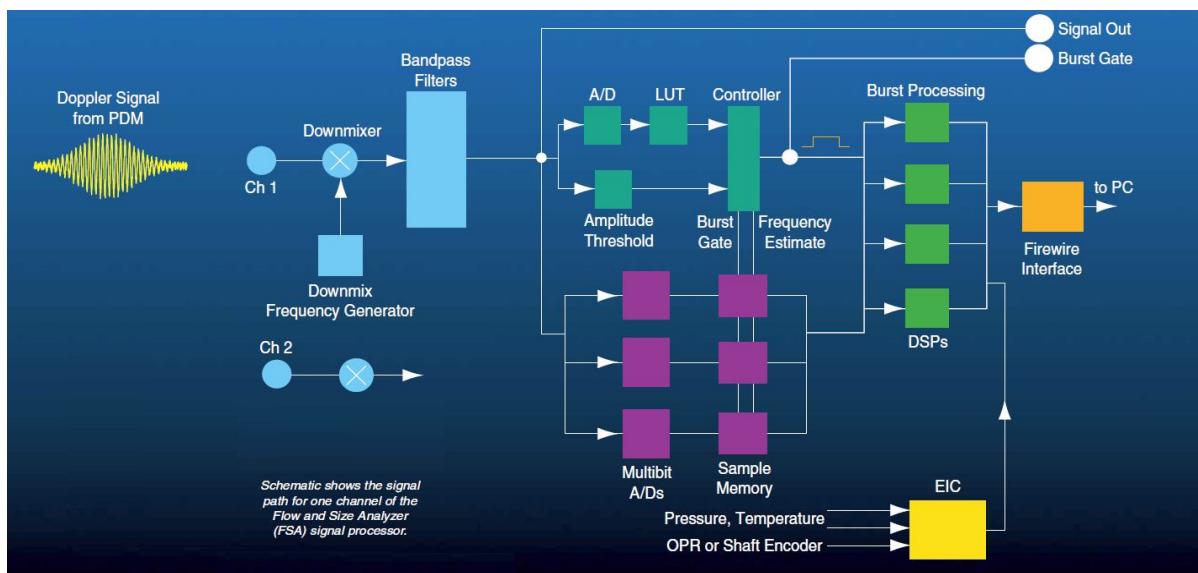 Signal Out
Burst Gate
Bandpass
Filters
Doppler Signal
from PDM
A/D
LUT
Controller
Burst Processing
Downmixer
Ch 1
to PC
Amplitude
Threshold
Burst
Gate
Frequency
Estimate
Firewire
Interface
Downmix
Frequency Generator
Ch 2
DSPs
Multibit
A/Ds
Sample
Memory
EIC
Schematic shows the signal
path for one channel of the
Flow and Size Analyzer
(FSA) signal processor.
Pressure, Temperature
OPR or Shaft Encoder